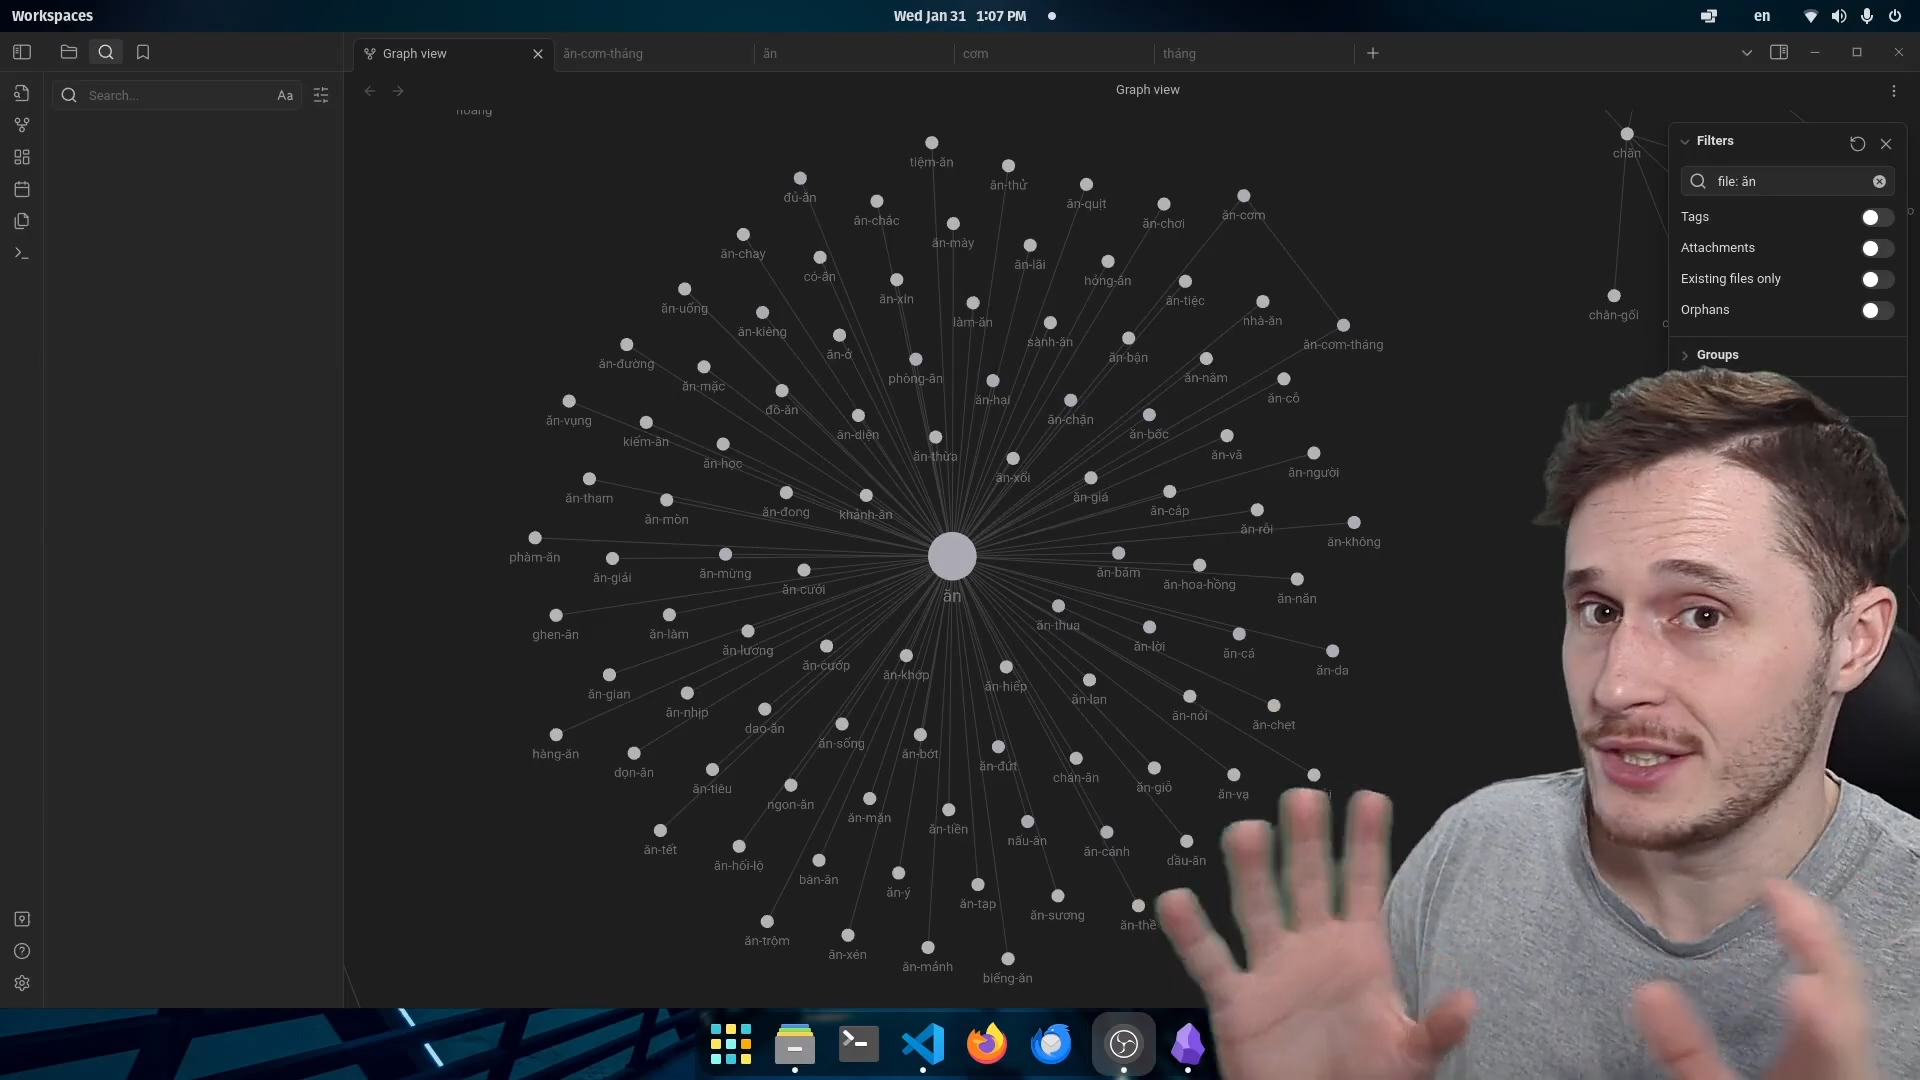 Workspaces
Wed Jan 31 1:07 PM
en
Graph view
ăn-cơm-tháng
ăn
cơm
tháng
Search...
Aa
Graph view
hoang
tiệm-ăn
ăn-thử
đủ-ăn
ăn-quịt
ăn-chắc
ăn-chơi
ăn-cơm
ăn-mày
ăn-chay
ăn-lãi
có-ăn
hóng-ăn
ăn-xin
ăn-tiệc
ăn-uống
làm-ăn
nhà-ăn
ăn-kiêng
sành-ăn
ăn-ở
ăn-cơm-tháng
ăn-bận
ăn-đường
phòng-ăn
ăn-nằm
ăn-mặc
ăn-hại
ăn-cỗ
đồ-ăn
ăn-chặn
ăn-vụng
ăn-diện
ăn-bốc
kiếm-ăn
ăn-thừa
ăn-vã
ăn-học
ăn-xổi
ăn-người
ăn-tham
ăn-giá
ăn-đong
ăn-cắp
khảnh-ăn
ăn-mòn
ăn-rỗi
ăn-không
phàm-ăn
ăn-mừng
ăn-bám
ăn-giải
ăn-cưới
ăn-hoa-hồng
ăn-năn
ăn
ghen-ăn
ăn-làm
ăn-thua
ăn-lương
ăn-lời
ăn-cá
ăn-cướp
ăn-da
ăn-khớp
ăn-gian
ăn-hiếp
ăn-lan
ăn-nhịp
ăn-nói
dao-ăn
ăn-chẹt
hàng-ăn
ăn-sống
ăn-bớt
dọn-ăn
ăn-đứt
chán-ăn
ăn-tiêu
ăn-giỗ
ăn-vạ
ngon-ăn
ăn-mặn
ăn-tiền
nấu-ăn
ăn-tết
ăn-hối-lộ
ăn-cánh
dầu-ăn
bàn-ăn
ăn-ý
ăn-tạp
ăn-sương
ăn-thề
ăn-trộm
ăn-xén
ăn-mảnh
biếng-ăn
chăn
chăn-gối
Filters
file: ăn
Tags
Attachments
Existing files only
Orphans
Groups